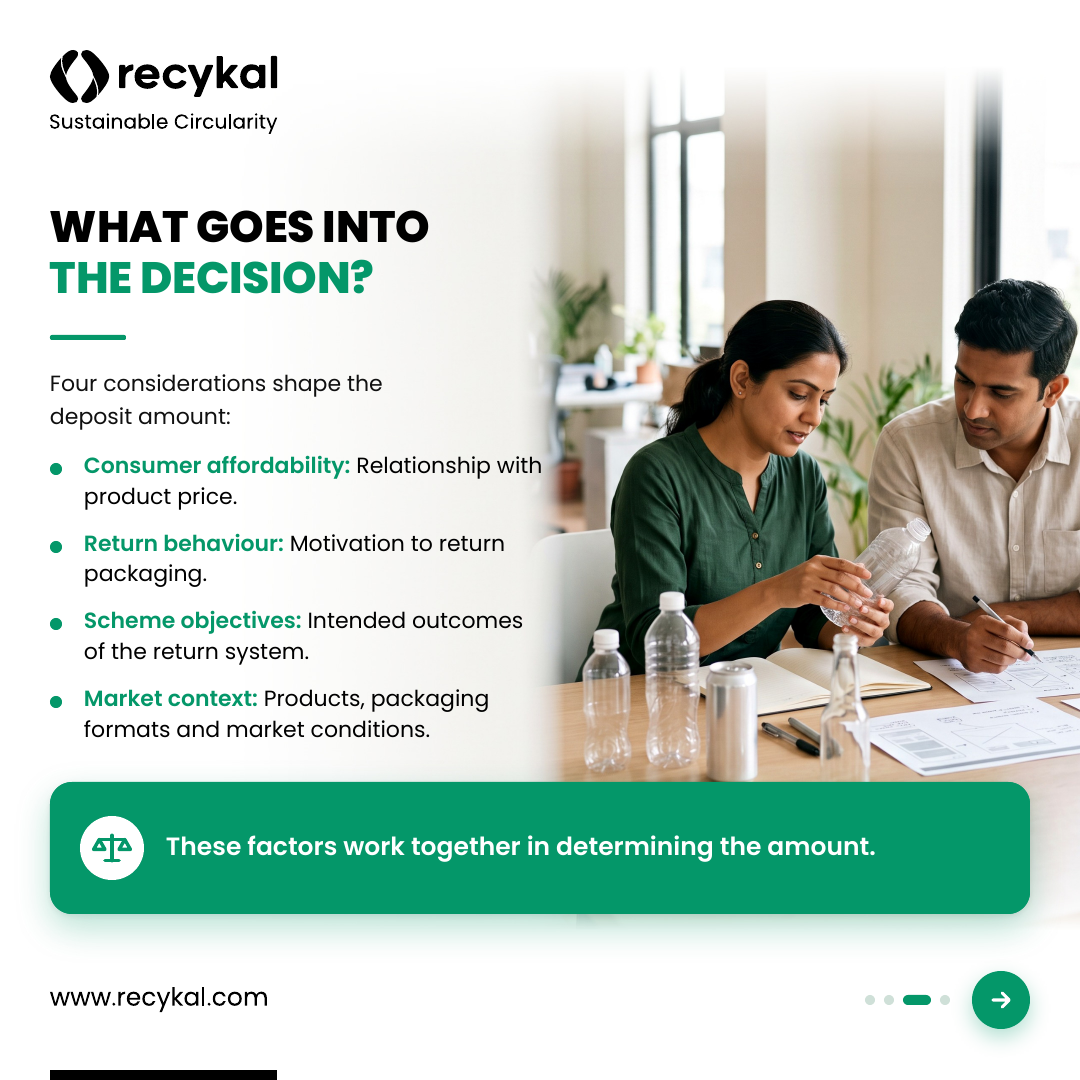 recykal
Sustainable Circularity
WHAT GOES INTO
THE DECISION?
Four considerations shape the
deposit amount:
Consumer affordability: Relationship with
product price.
Return behaviour: Motivation to return
packaging.
Scheme objectives: Intended outcomes
of the return system.
Market context: Products, packaging
formats and market conditions.
These factors work together in determining the amount.
www.recykal.com